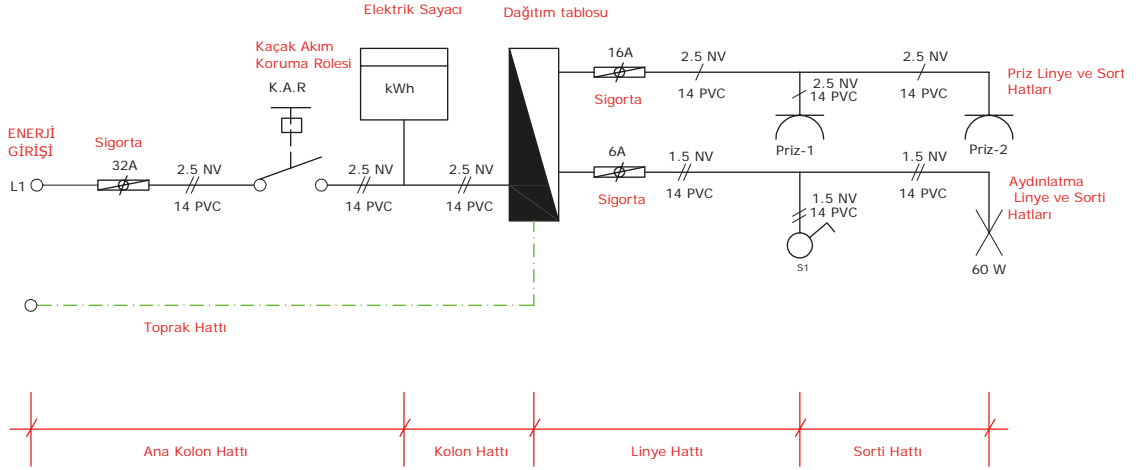 Elektrik Sayacı
Dağıtım tablosu
Kaçak Akım
Koruma Rölesi
K.A.R
kWh
16A
Sigorta
2.5 NV
14 PVC
2.5 NV
14 PVC
2.5 NV
14 PVC
Priz Linye ve Sort
Hatları
Priz-1
Priz-2
ENERJİ
GİRİŞİ
L1
Sigorta
32A
2.5 NV
14 PVC
2.5 NV
14 PVC
2.5 NV
14 PVC
6A
Sigorta
1.5 NV
14 PVC
1.5 NV
14 PVC
1.5 NV
14 PVC
Aydınlatma
Linye ve Sorti
Hatları
S1
60 W
Toprak Hattı
Ana Kolon Hattı
Kolon Hattı
Linye Hattı
Sorti Hattı